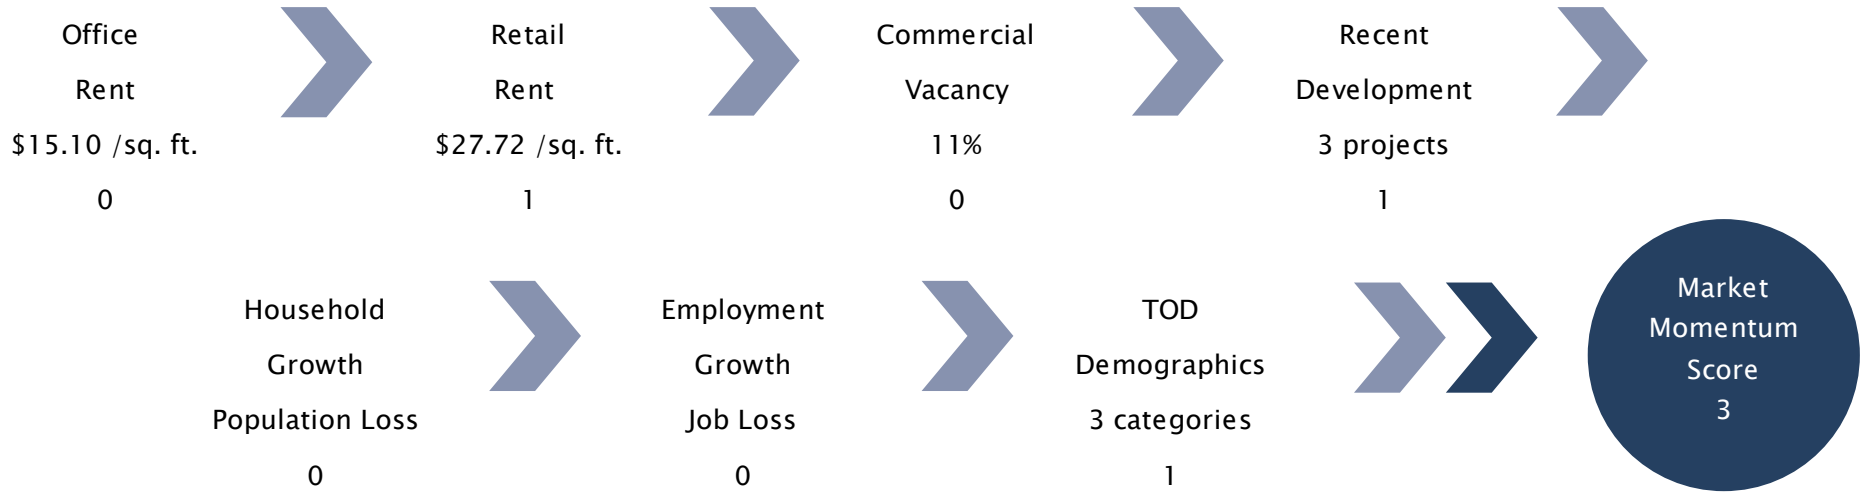 Office
Rent
$15.10 /sq. ft.
0
Retail
Rent
$27.72 /sq. ft.
1
Commercial
Vacancy
11%
0
Recent
Development
3 projects
1
Household
Growth
Population Loss
0
Employment
Growth
Job Loss
0
TOD
Demographics
3 categories
1
Market
Momentum
Score
3